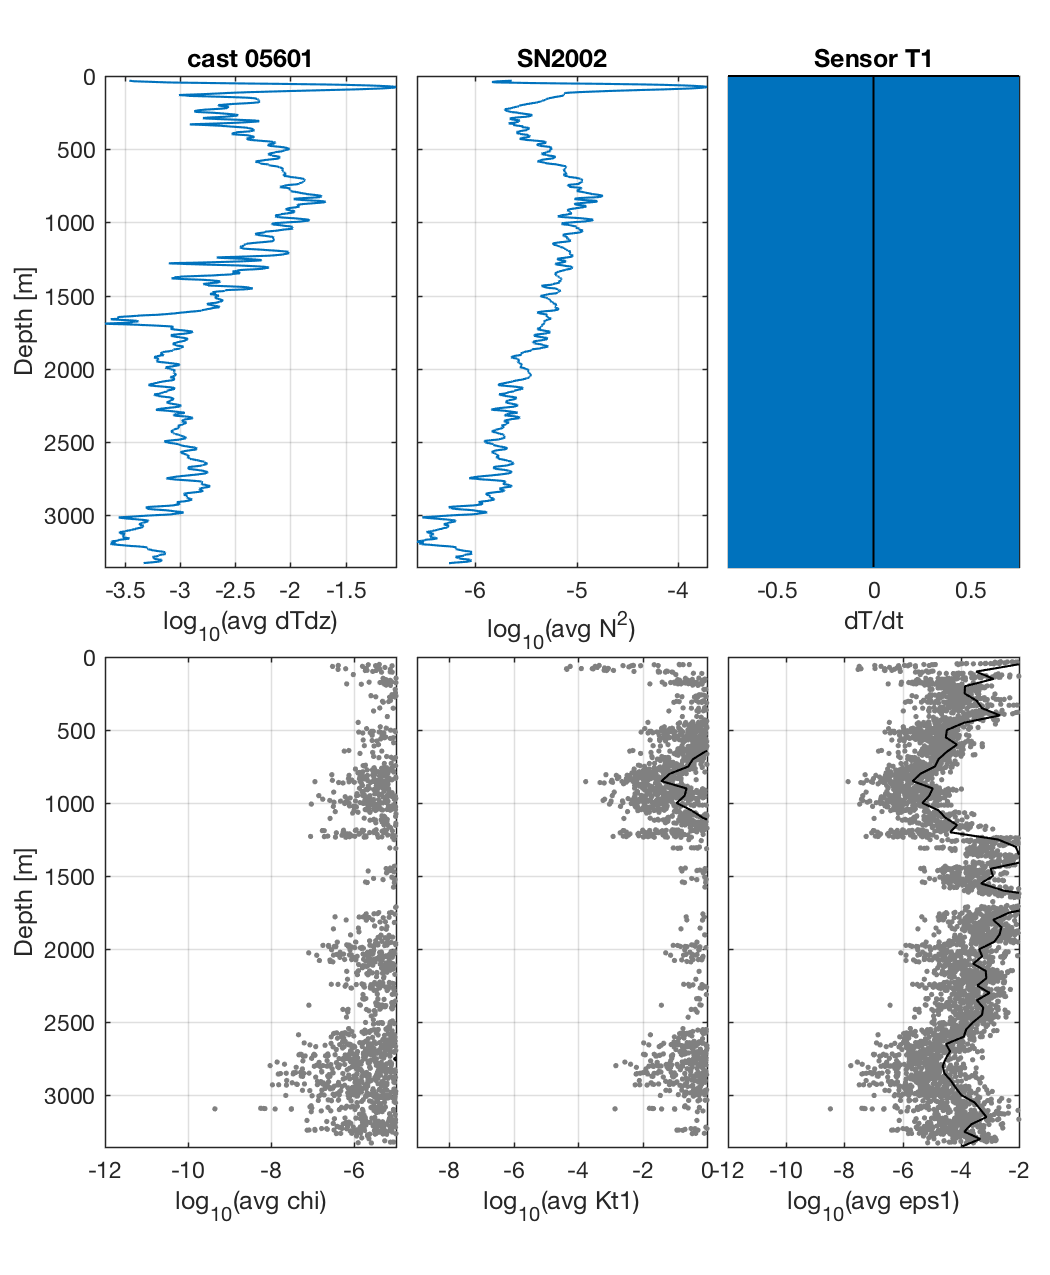 cast 05601 SN2002 Sensor T1
0
500
1000
1500
2000
2500
3000
Depth [m]
-3.5 -3 -2.5 -2 -1.5 -6 -5 -4 -0.5 0 0.5
log10(avg dTdz) log10(avg N2) dT/dt
0
500
1000
1500
2000
2500
3000
Depth [m]
-12 -10 -8 -6 -8 -6 -4 -2 0 -12 -10 -8 -6 -4 -2
log10(avg chi) log10(avg Kt1) log10(avg eps1)